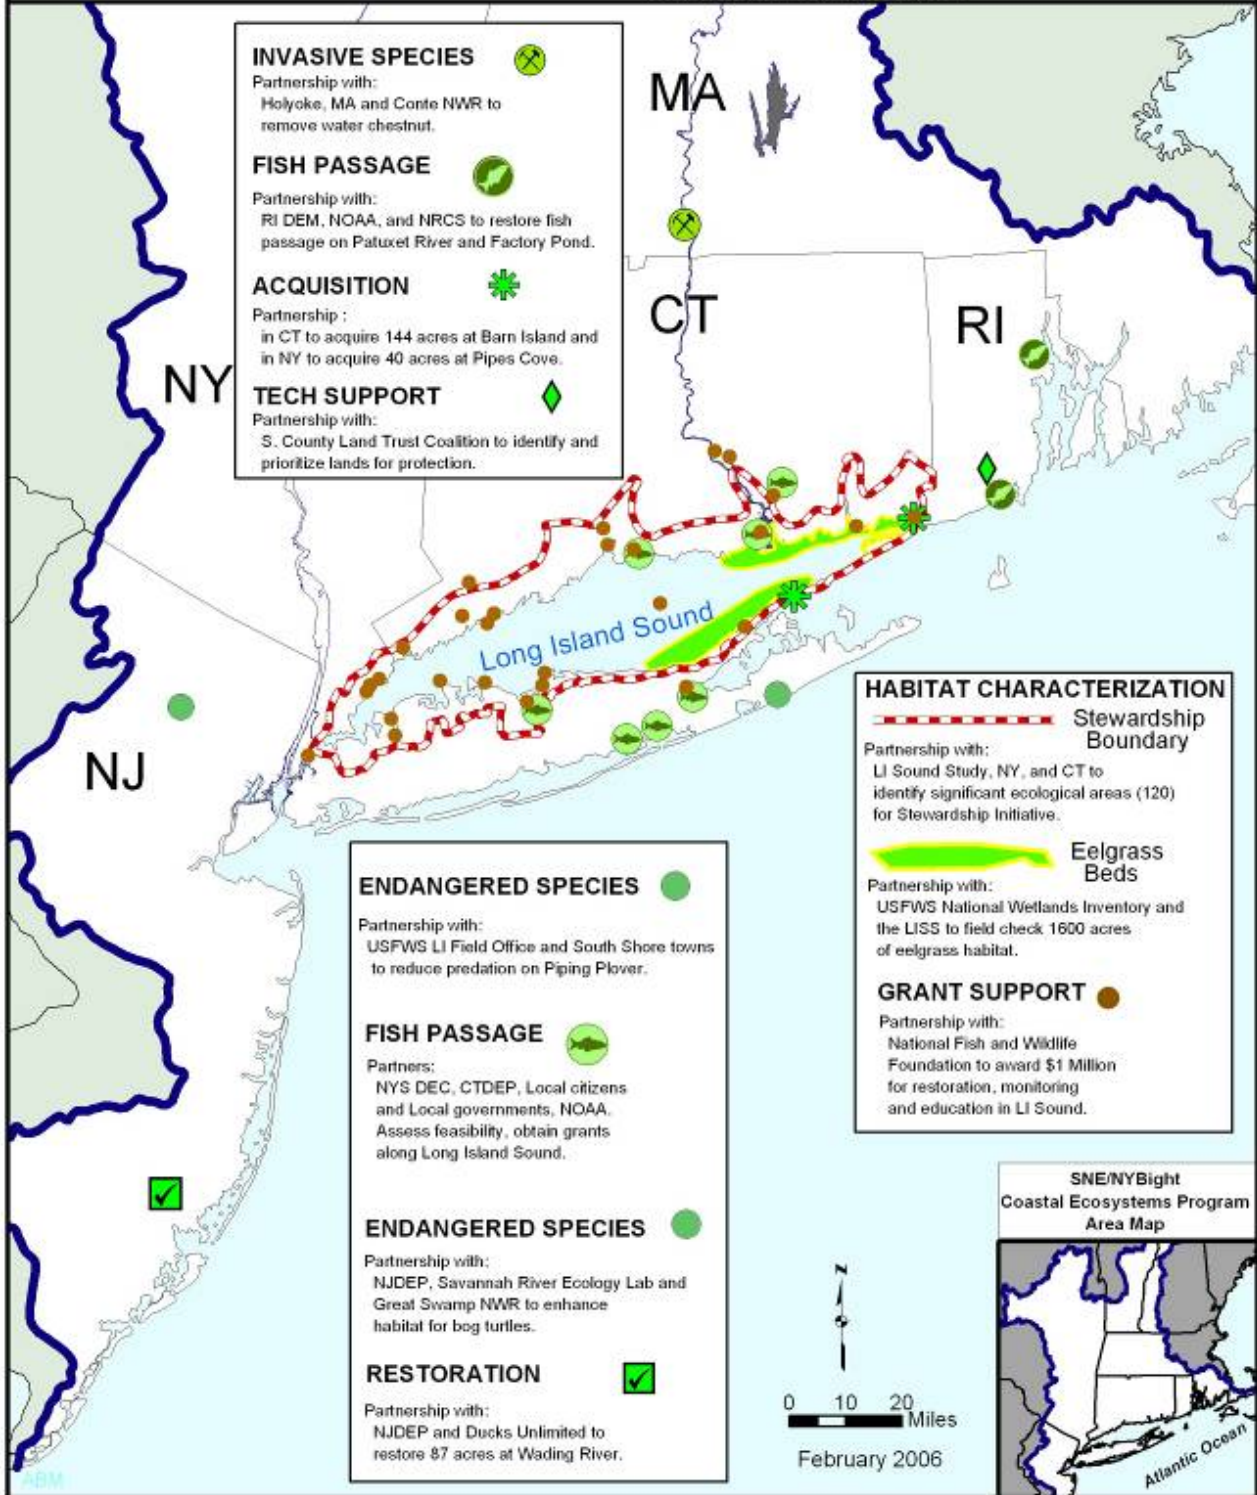 INVASIVE SPECIES
Partnership with:
Holyoke, MA and Conte NWR to
remove water chestnut.
FISH PASSAGE
Partnership with:
RI DEM, NOAA, and NRCS to restore fish
passage on Patuxet River and Factory Pond.
ACQUISITION
Partnership :
in CT to acquire 144 acres at Barn Island and
in NY to acquire 40 acres at Pipes Cove.
TECH SUPPORT
Partnership with:
S. County Land Trust Coalition to identify and
prioritize lands for protection.
MA
CT
RI
NY
NJ
Long Island Sound
HABITAT CHARACTERIZATION
Stewardship
Boundary
Partnership with:
LI Sound Study, NY, and CT to
identify significant ecological areas (120)
for Stewardship Initiative.
Eelgrass
Beds
Partnership with:
USFWS National Wetlands Inventory and
the LISS to field check 1600 acres
of eelgrass habitat.
GRANT SUPPORT
Partnership with:
National Fish and Wildlife
Foundation to award $1 Million
for restoration, monitoring
and education in LI Sound.
ENDANGERED SPECIES
Partnership with:
USFWS LI Field Office and South Shore towns
to reduce predation on Piping Plover.
FISH PASSAGE
Partners:
NYS DEC, CTDEP, Local citizens
and Local governments, NOAA.
Assess feasibility, obtain grants
along Long Island Sound.
ENDANGERED SPECIES
Partnership with:
NJDEP, Savannah River Ecology Lab and
Great Swamp NWR to enhance
habitat for bog turtles.
RESTORATION
Partnership with:
NJDEP and Ducks Unlimited to
restore 87 acres at Wading River.
N
0 10 20
Miles
February 2006
SNE/NYBight
Coastal Ecosystems Program
Area Map
Atlantic Ocean
ABM